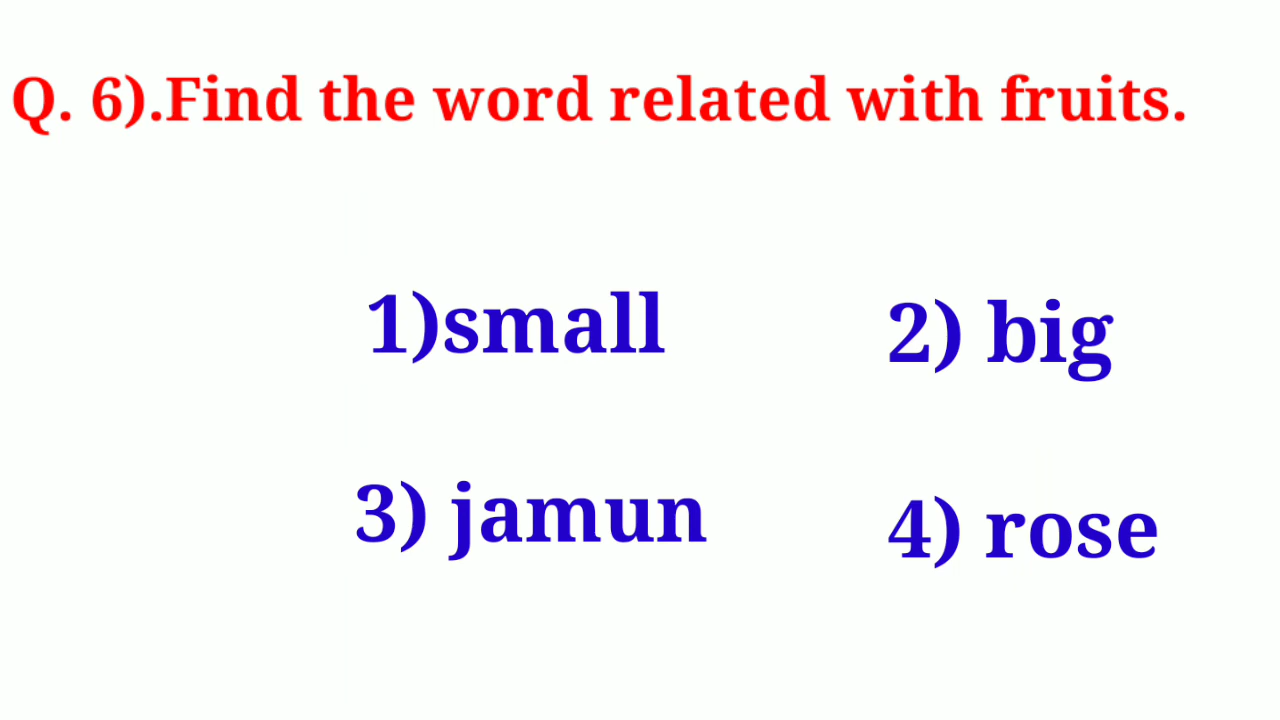 Q. 6).Find the word related with fruits.
1)small
2) big
3) jamun
4) rose